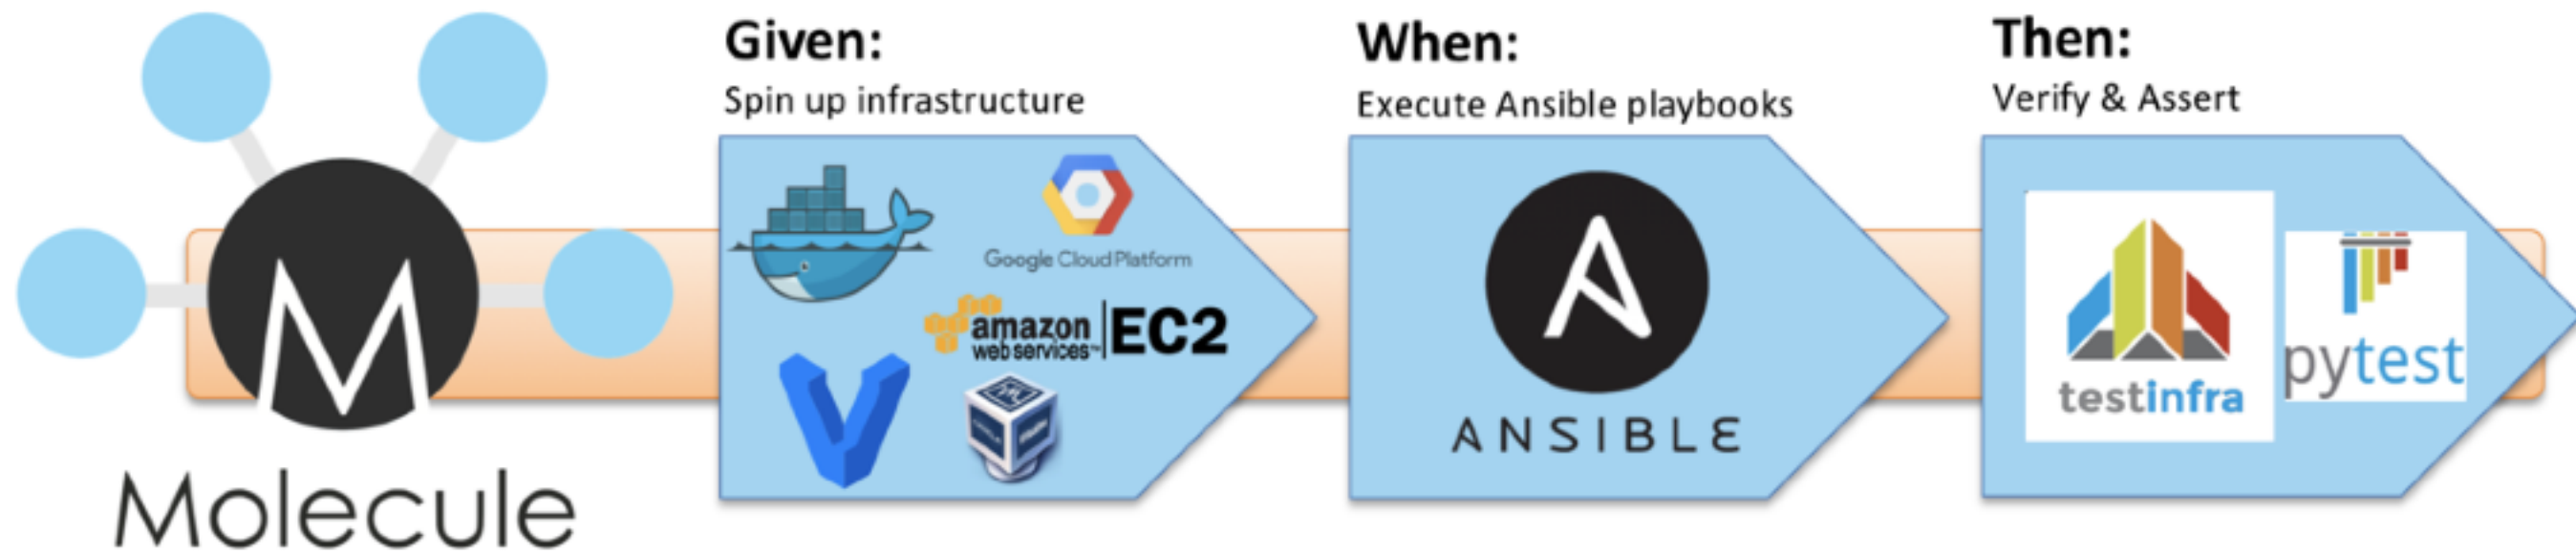 Given:
Spin up infrastructure
When:
Execute Ansible playbooks
Then:
Verify & Assert
M
Molecule
Google Cloud Platform
amazon
web services™
EC2
A
ANSIBLE
testinfra
pytest